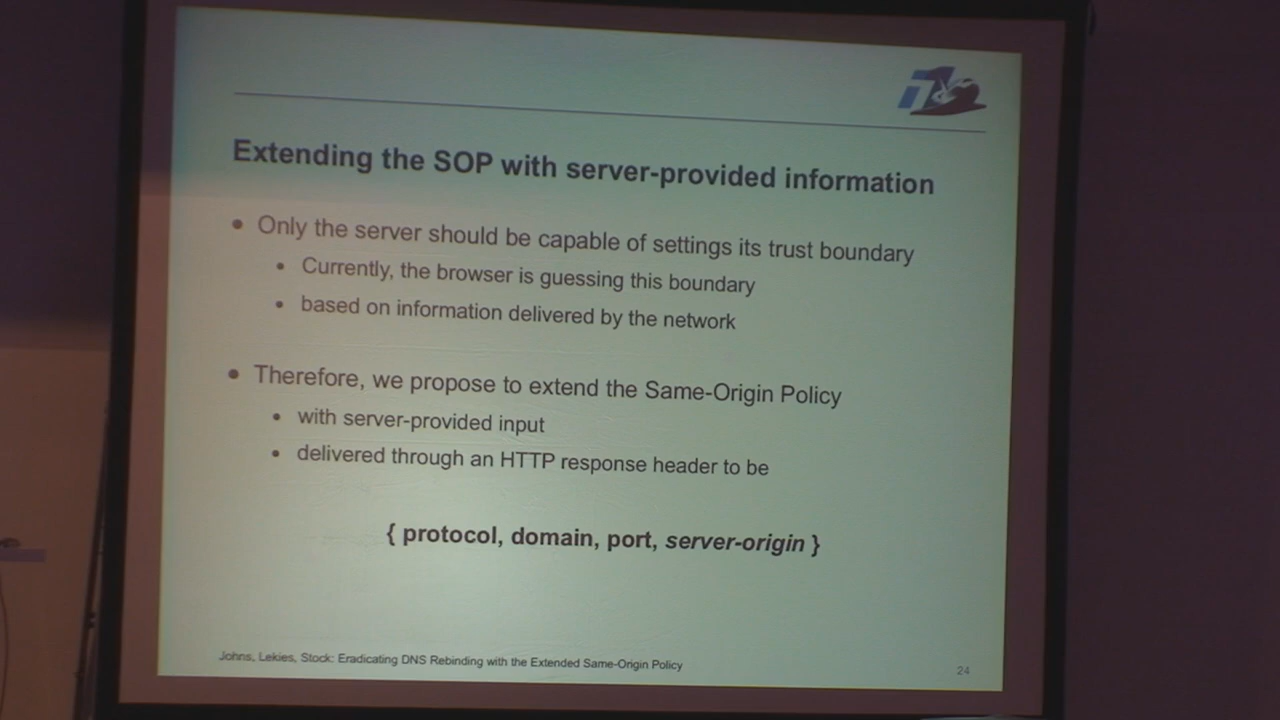 Extending the SOP with server-provided information
• Only the server should be capable of settings its trust boundary
• Currently, the browser is guessing this boundary
• based on information delivered by the network
• Therefore, we propose to extend the Same-Origin Policy
• with server-provided input
• delivered through an HTTP response header to be
{ protocol, domain, port, server-origin }
Johns, Lekies, Stock: Eradicating DNS Rebinding with the Extended Same-Origin Policy
24